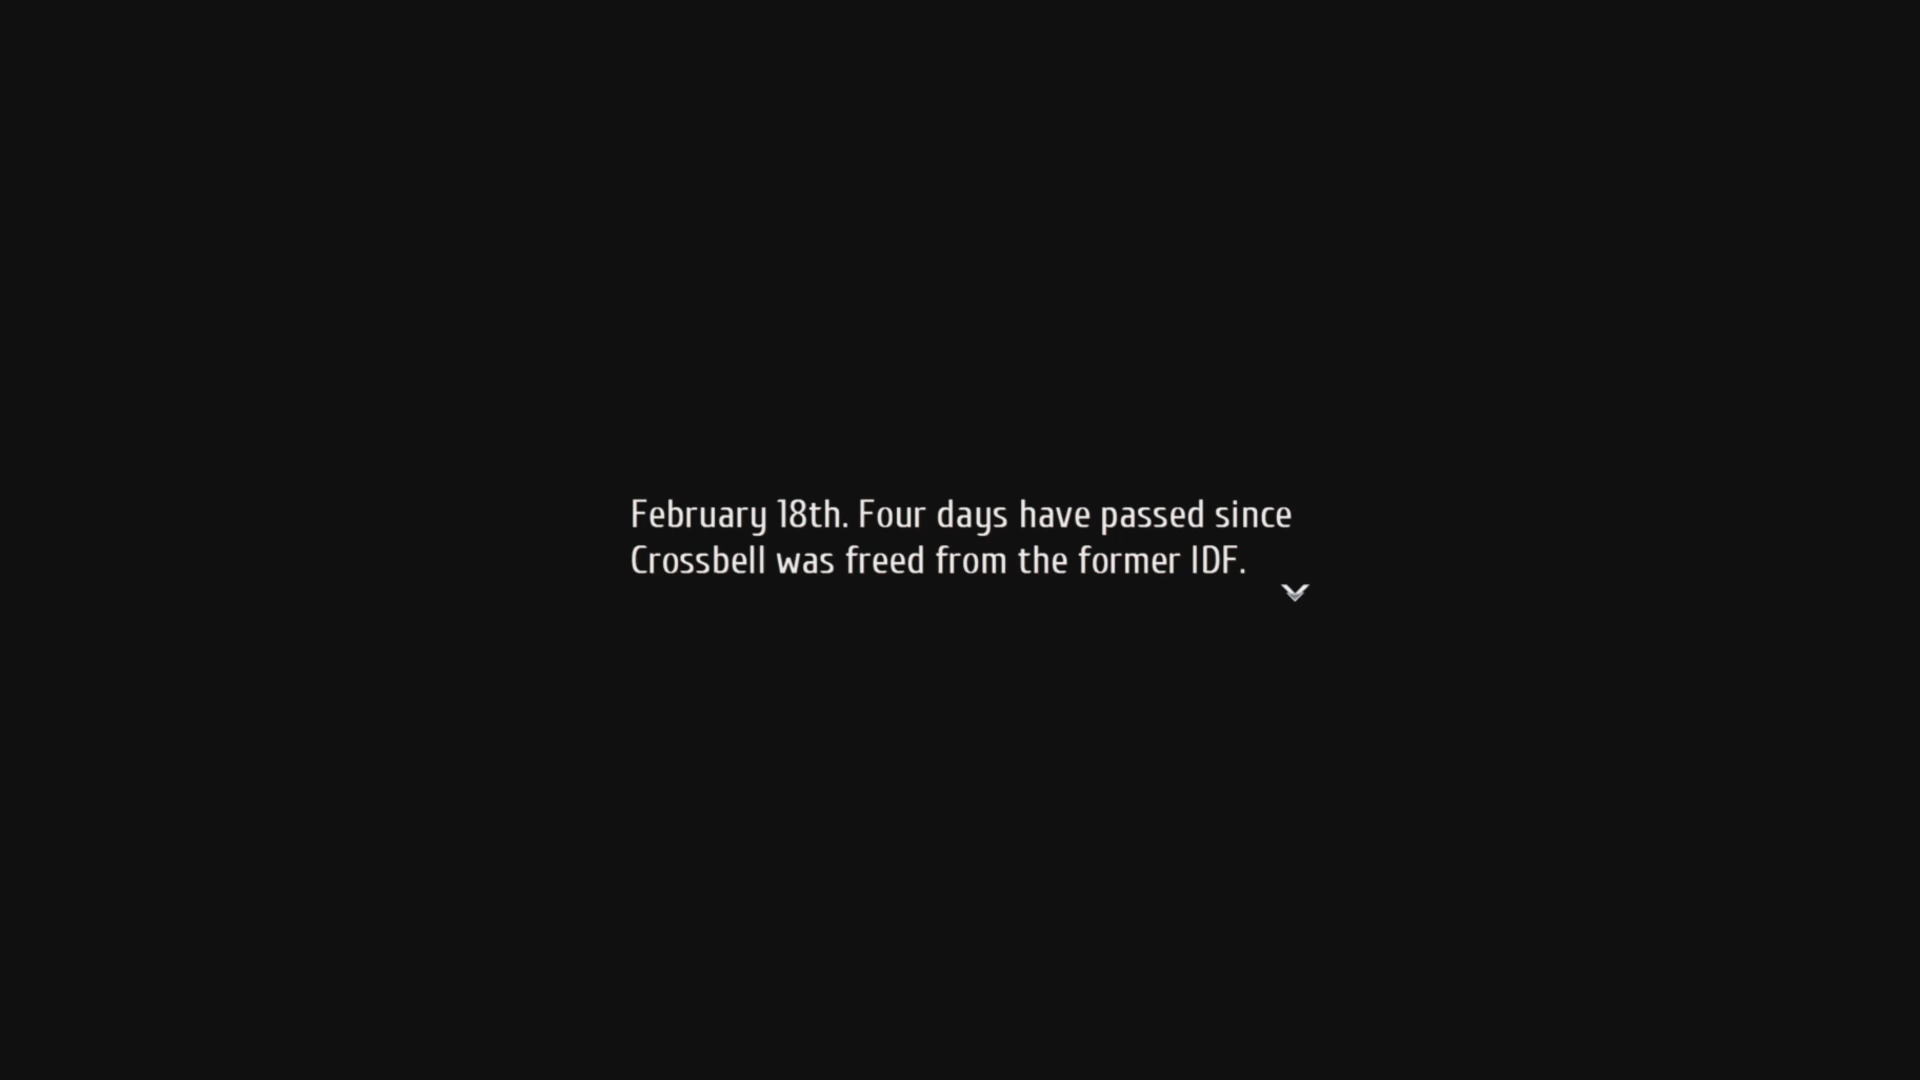 February 18th. Four days have passed since
Crossbell was freed from the former IDF.